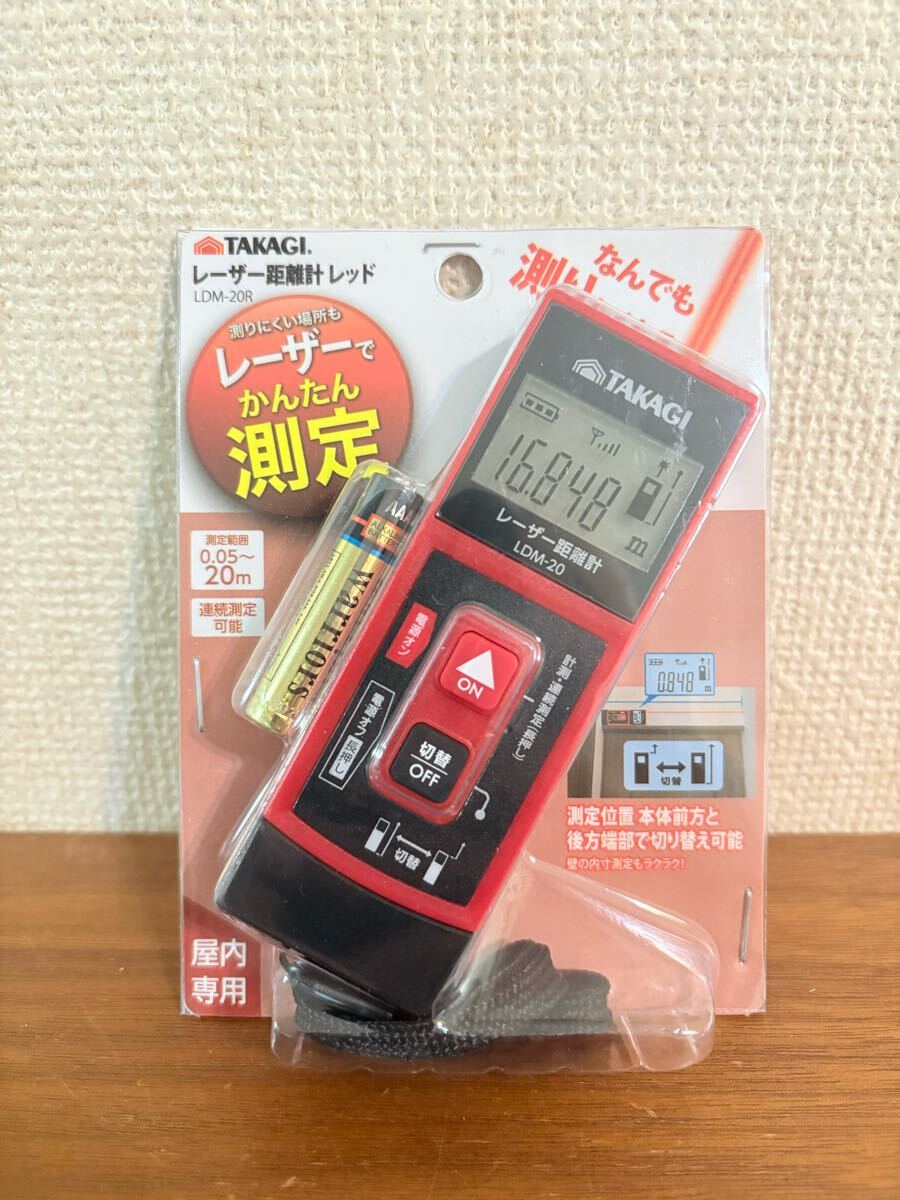 TAKAGI.
レーザー距離計 レッド
LDM-20R
測りにくい場所も
レーザーで
かんたん
測定
測定範囲
0.05～
20m
連続測定
可能
屋内
専用
なんでも
TAKAGI
16.848
m
レーザー距離計
LDM-20
電源オン
ON
計測・連続測定(長押し)
電源オフ 長押し
切替
OFF
切替
AA
ALKALINE
BATTERY
Warriors
0.848
m
切替
測定位置 本体前方と
後方端部で切り替え可能
壁の内寸測定もラクラク!